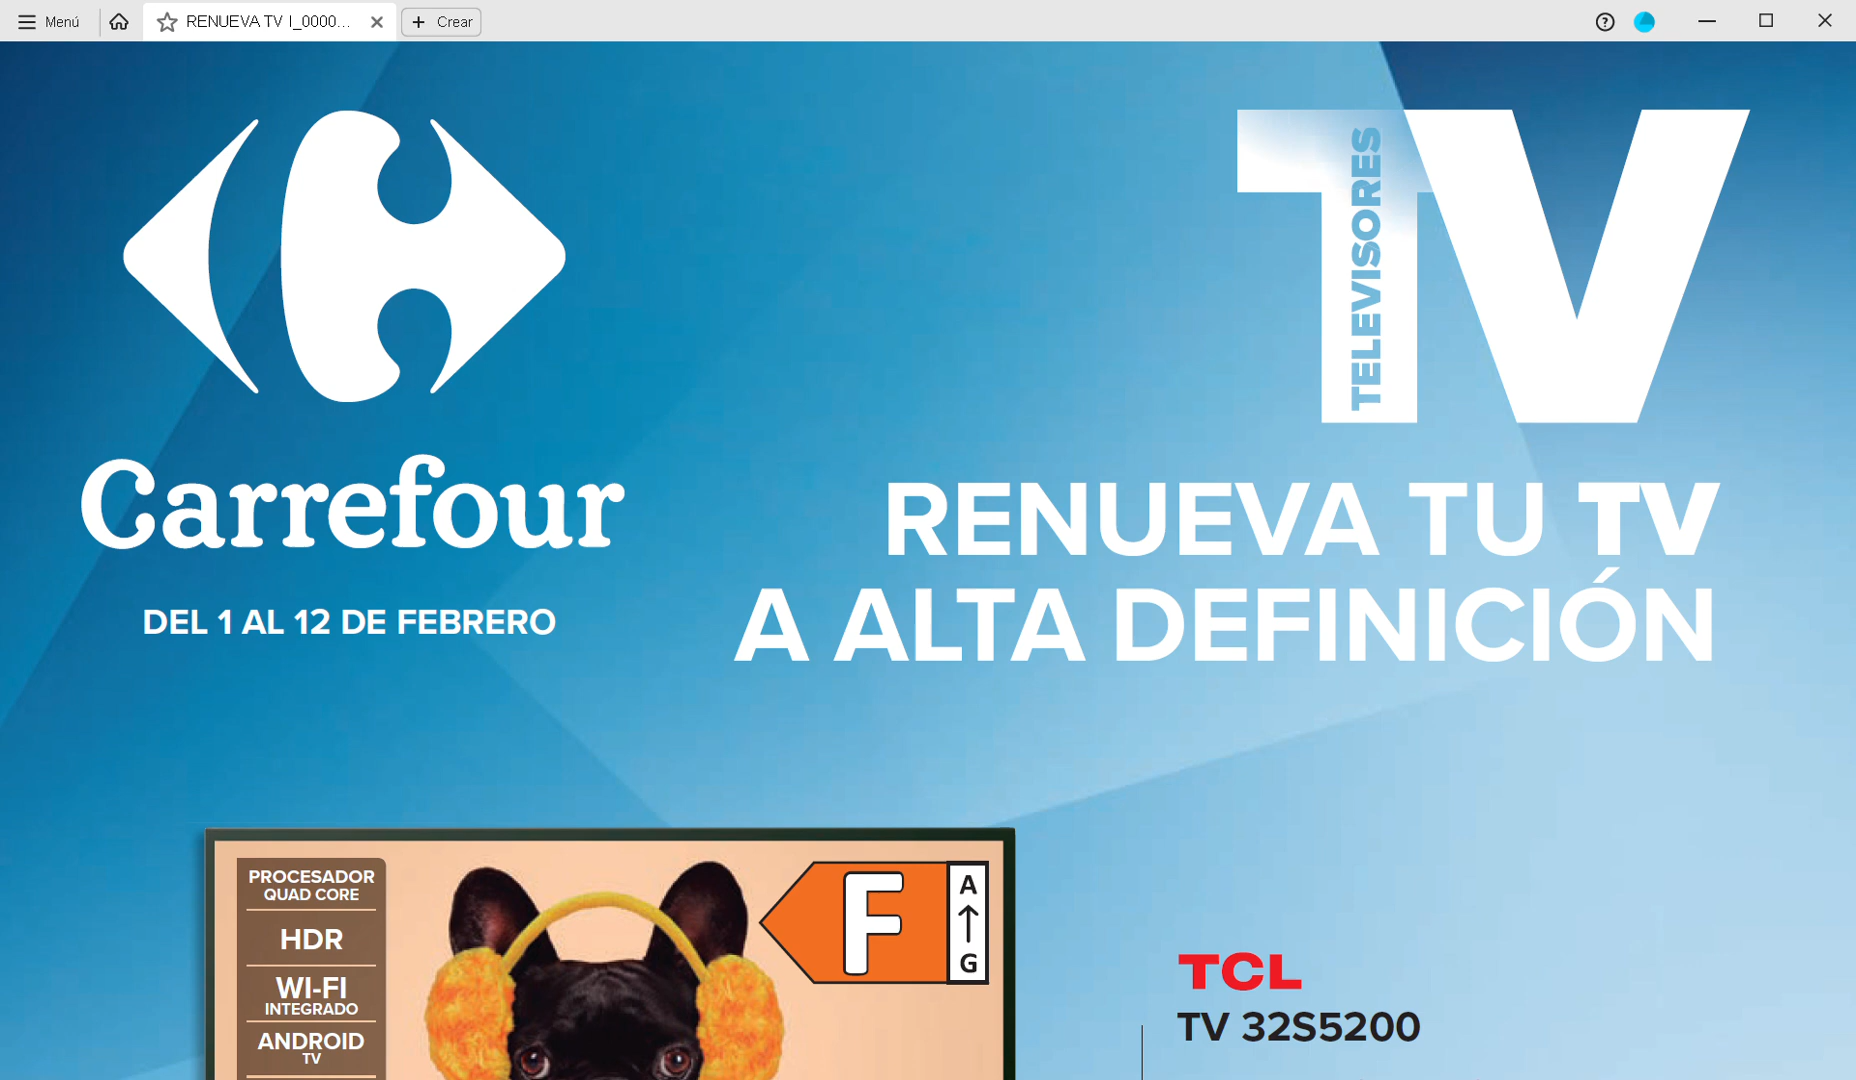 Menú
RENUEVA TV I_0000...
Crear
TELEVISORES
TV
Carrefour
DEL 1 AL 12 DE FEBRERO
RENUEVA TU TV
A ALTA DEFINICIÓN
PROCESADOR
QUAD CORE
HDR
WI-FI
INTEGRADO
ANDROID
TV
F
A
G
TCL
TV 32S5200